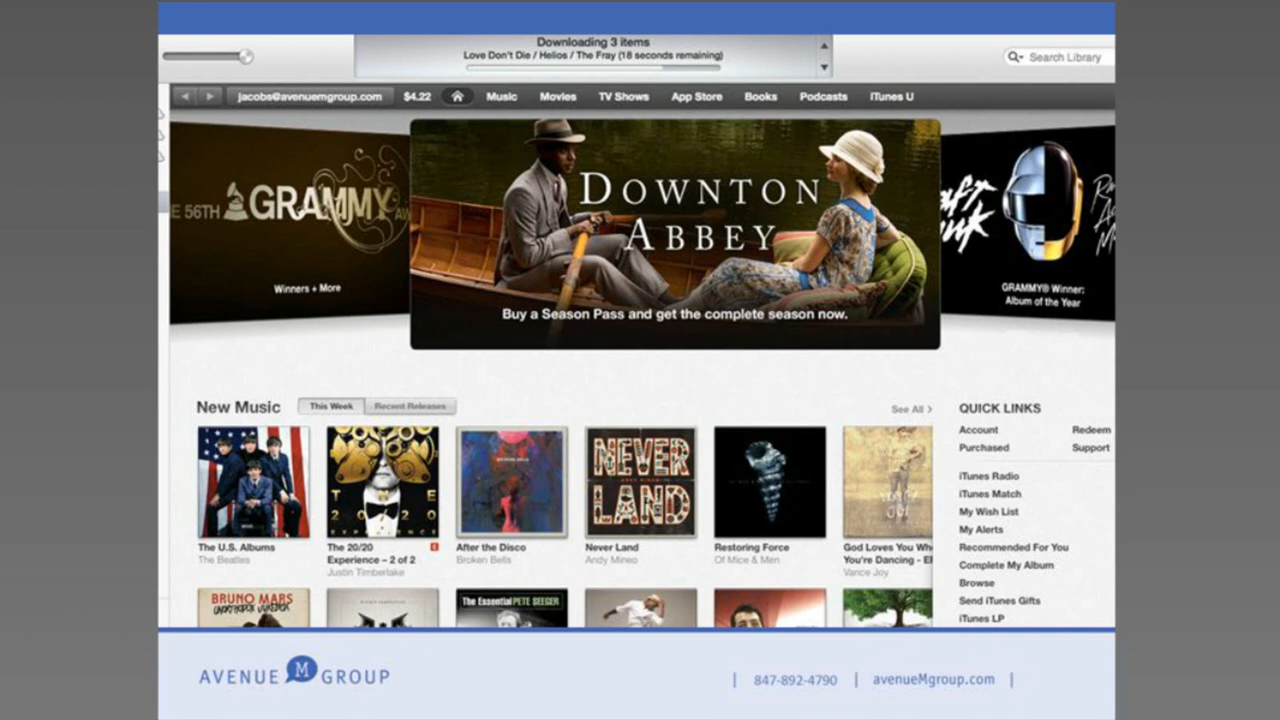 Downloading 3 items
Love Don't Die / Helios / The Fray (18 seconds remaining)
Search Library
jacobs@avenuemgroup.com $4.22 Music Movies TV Shows App Store Books Podcasts iTunes U
E 56TH GRAMMY AW
Winners + More
DOWNTON
ABBEY
Buy a Season Pass and get the complete season now.
GRAMMY® Winner:
Album of the Year
New Music This Week Recent Releases See All >
NEVER
LAND
THE
20/20
EXPERIENCE
The U.S. Albums
The Beatles
The 20/20
Experience – 2 of 2
Justin Timberlake
After the Disco
Broken Bells
Never Land
Andy Mineo
Restoring Force
Of Mice & Men
God Loves You Wh
You're Dancing - E
Vance Joy
BRUNO MARS
UNORTHODOX JUKEBOX
The Essential PETE SEEGER
QUICK LINKS
Account Redeem
Purchased Support
iTunes Radio
iTunes Match
My Wish List
My Alerts
Recommended For You
Complete My Album
Browse
Send iTunes Gifts
iTunes LP
AVENUE M GROUP
| 847-892-4790 | avenueMgroup.com |